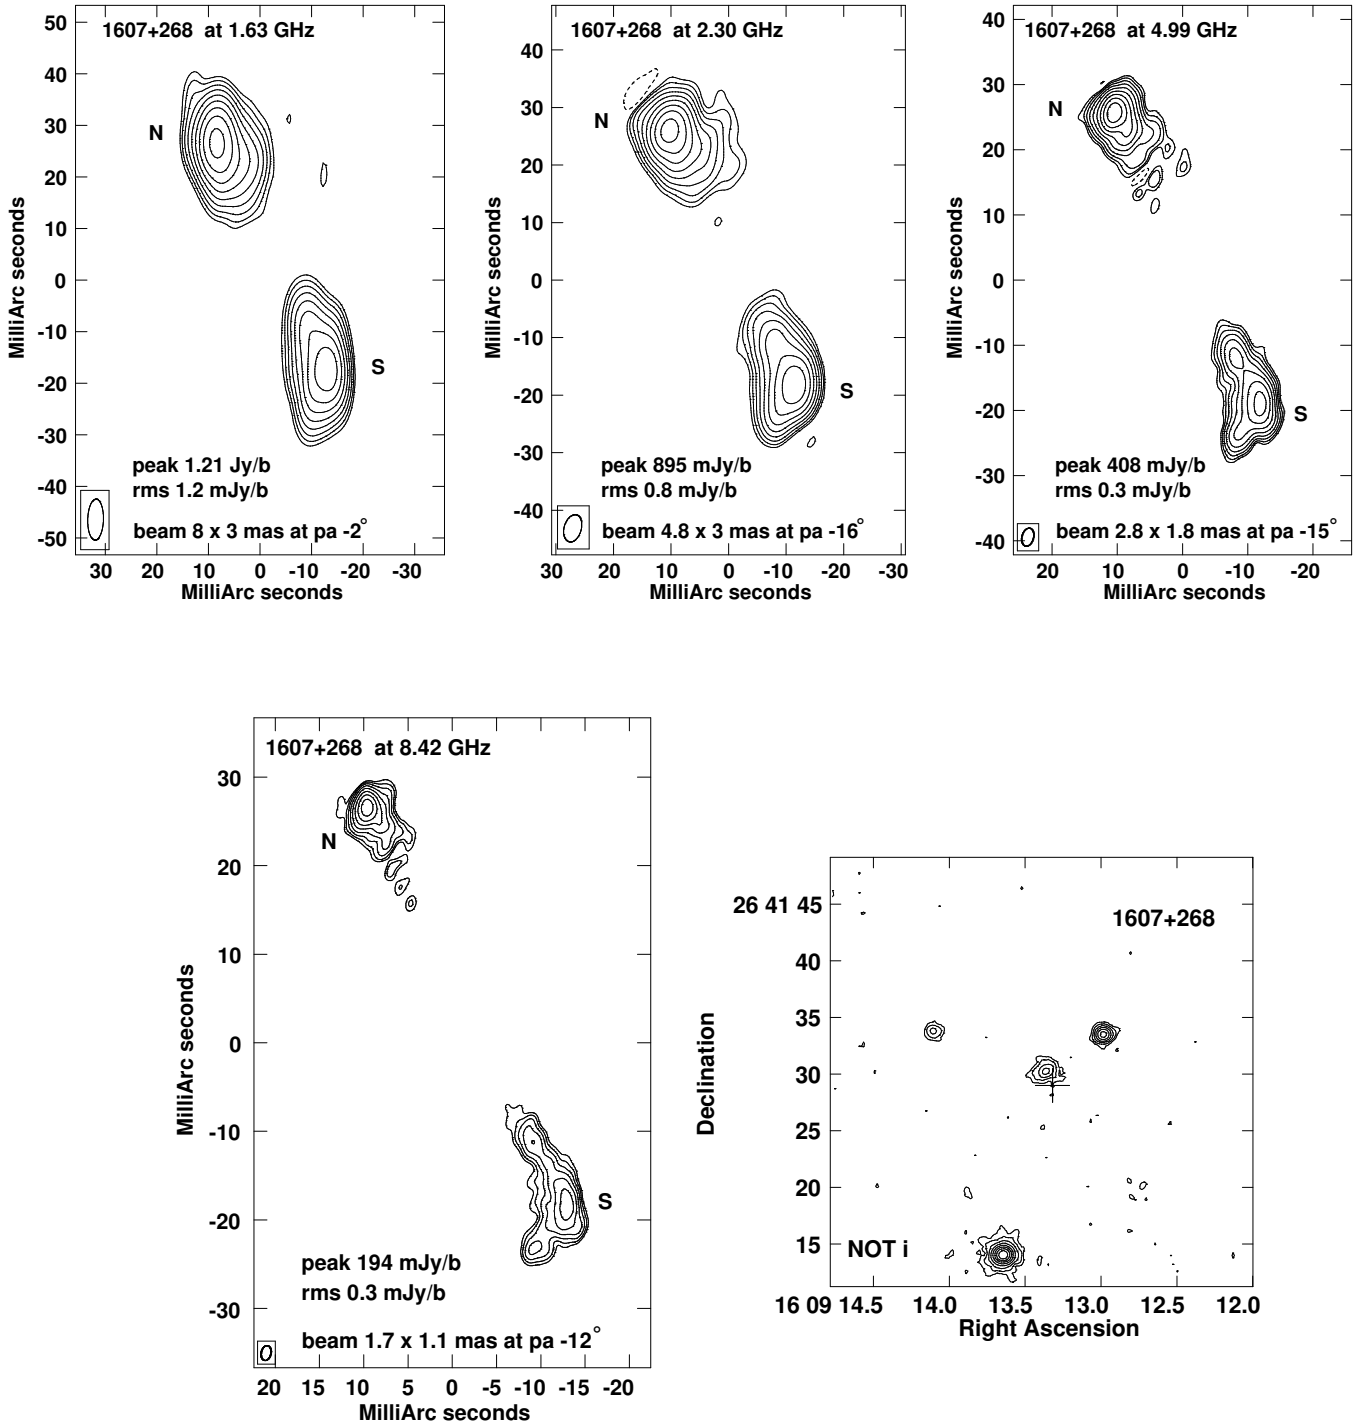 1607+268 at 1.63 GHz
50
40
30
20
10
0
-10
-20
-30
-40
-50
MilliArc seconds
N
S
peak 1.21 Jy/b
rms 1.2 mJy/b
beam 8 x 3 mas at pa -2°
30 20 10 0 -10 -20 -30
MilliArc seconds
1607+268 at 2.30 GHz
40
30
20
10
0
-10
-20
-30
-40
MilliArc seconds
N
S
peak 895 mJy/b
rms 0.8 mJy/b
beam 4.8 x 3 mas at pa -16°
30 20 10 0 -10 -20 -30
MilliArc seconds
1607+268 at 4.99 GHz
40
30
20
10
0
-10
-20
-30
-40
MilliArc seconds
N
S
peak 408 mJy/b
rms 0.3 mJy/b
beam 2.8 x 1.8 mas at pa -15°
20 10 0 -10 -20
MilliArc seconds
1607+268 at 8.42 GHz
30
20
10
0
-10
-20
-30
MilliArc seconds
N
S
peak 194 mJy/b
rms 0.3 mJy/b
beam 1.7 x 1.1 mas at pa -12°
20 15 10 5 0 -5 -10 -15 -20
MilliArc seconds
1607+268
26 41 45
40
35
30
25
20
15
Declination
NOT i
16 09 14.5 14.0 13.5 13.0 12.5 12.0
Right Ascension